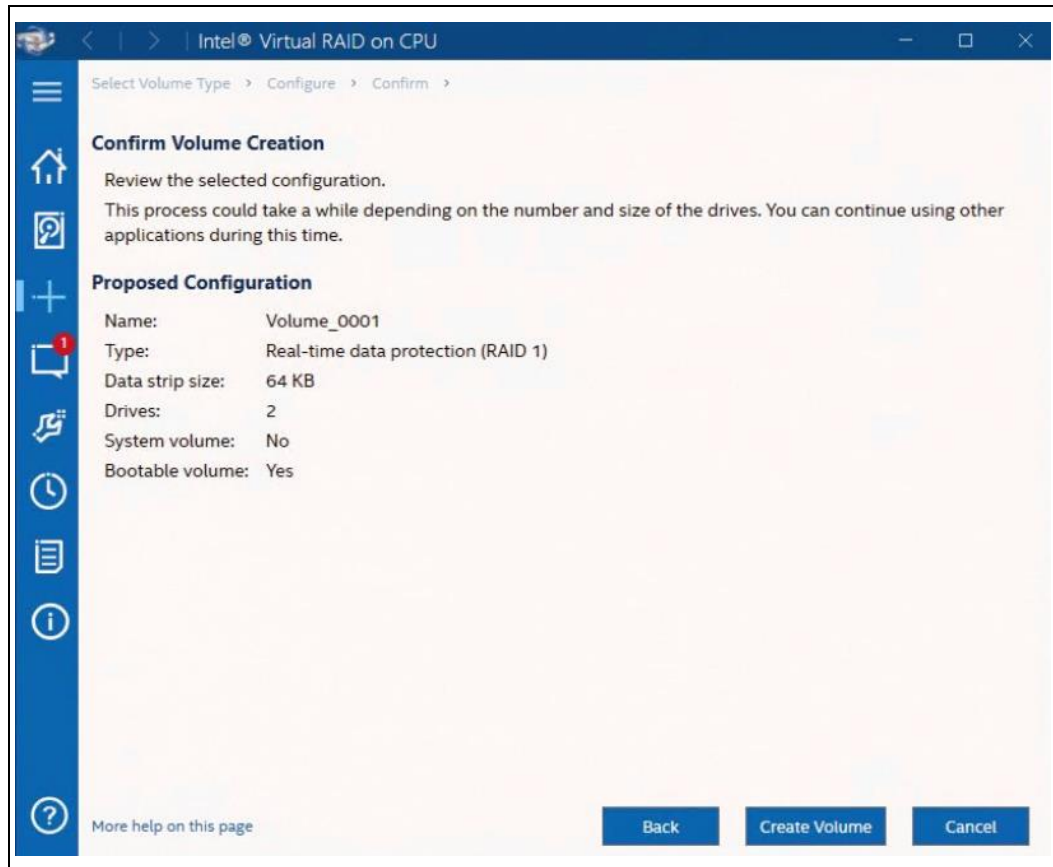 Intel® Virtual RAID on CPU
Select Volume Type > Configure > Confirm >
Confirm Volume Creation
Review the selected configuration.
This process could take a while depending on the number and size of the drives. You can continue using other
applications during this time.
Proposed Configuration
Name: Volume_0001
1
Type: Real-time data protection (RAID 1)
Data strip size: 64 KB
Drives: 2
System volume: No
Bootable volume: Yes
More help on this page
Back Create Volume Cancel